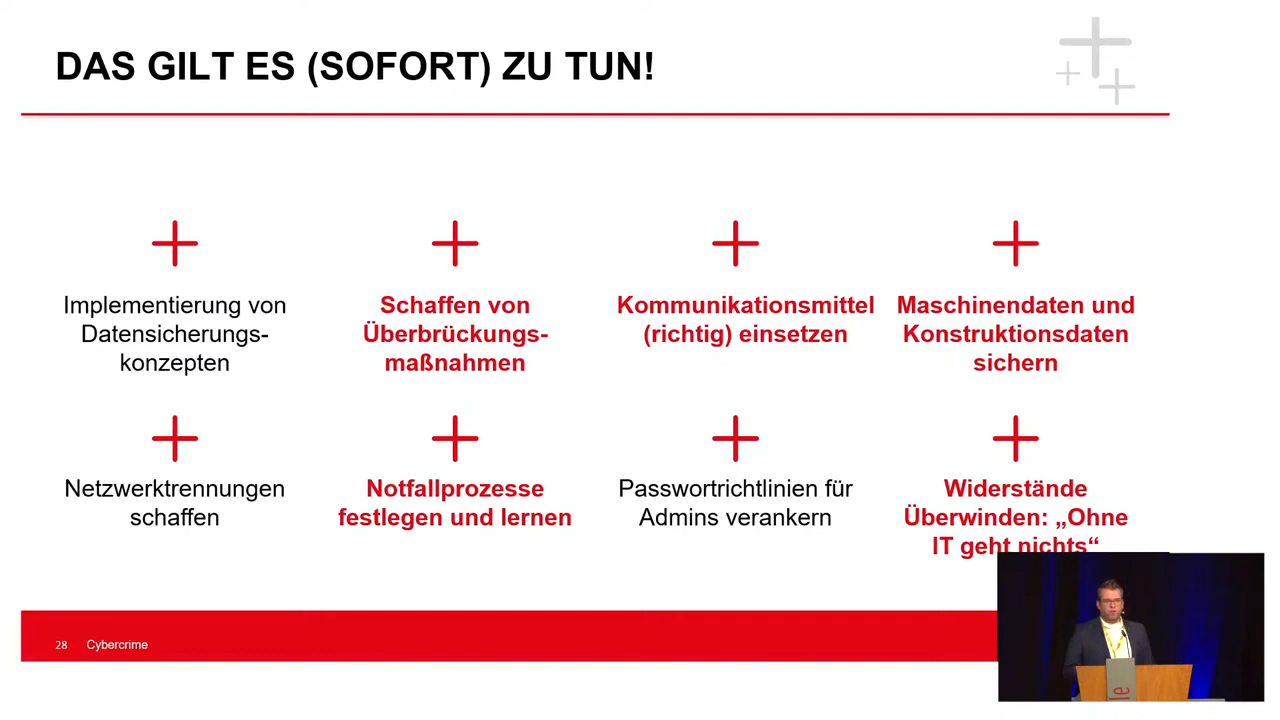 DAS GILT ES (SOFORT) ZU TUN!
Implementierung von
Datensicherungs-
konzepten
Schaffen von
Überbrückungs-
maßnahmen
Kommunikationsmittel
(richtig) einsetzen
Maschinendaten und
Konstruktionsdaten
sichern
Netzwerktrennungen
schaffen
Notfallprozesse
festlegen und lernen
Passwortrichtlinien für
Admins verankern
Widerstände
Überwinden: „Ohne
IT geht nichts“
28 Cybercrime
le